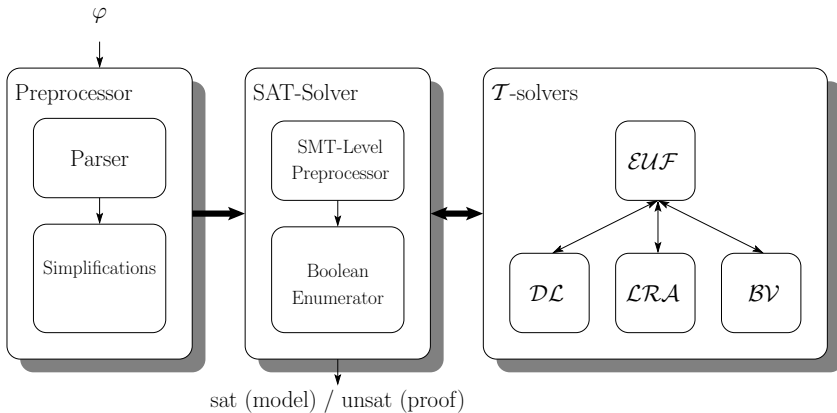 φ
Preprocessor
Parser
Simplifications
SAT-Solver
SMT-Level
Preprocessor
Boolean
Enumerator
sat (model) / unsat (proof)
𝒯-solvers
ℰ𝒰ℱ
𝒟ℒ
ℒℛ𝒜
ℬ𝒱